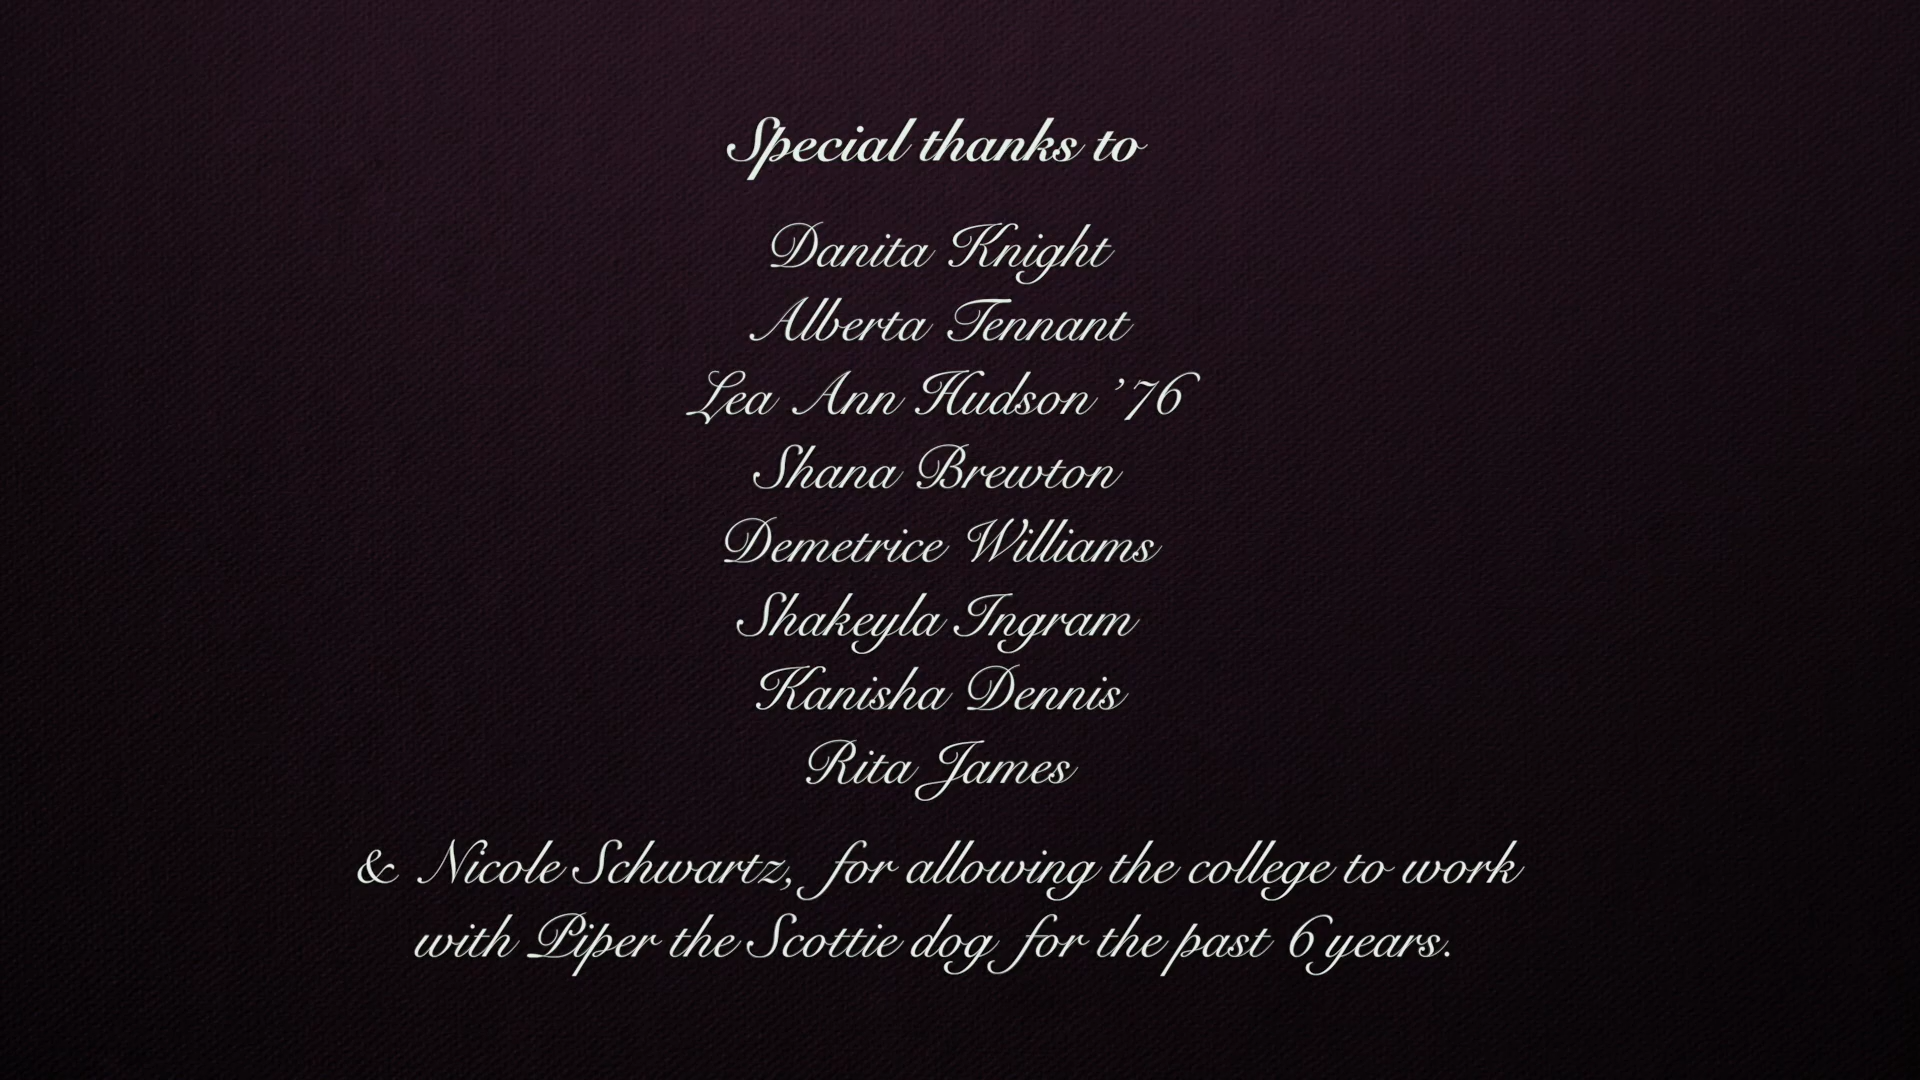 Special thanks to
Danita Knight
Alberta Tennant
Lea Ann Hudson ’76
Shana Brewton
Demetrice Williams
Shakeyla Ingram
Kanisha Dennis
Rita James
& Nicole Schwartz, for allowing the college to work
with Piper the Scottie dog for the past 6 years.